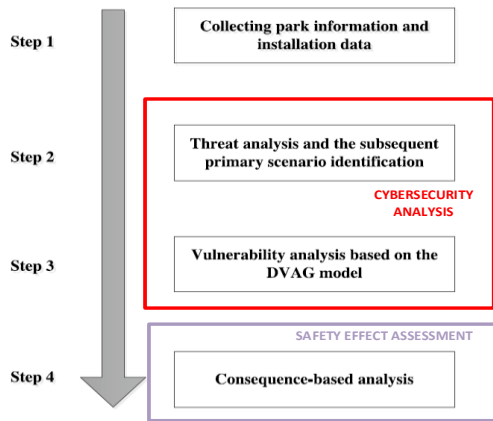 Step 1
Collecting park information and
installation data
Step 2
Threat analysis and the subsequent
primary scenario identification
CYBERSECURITY
ANALYSIS
Step 3
Vulnerability analysis based on the
DVAG model
SAFETY EFFECT ASSESSMENT
Step 4
Consequence-based analysis